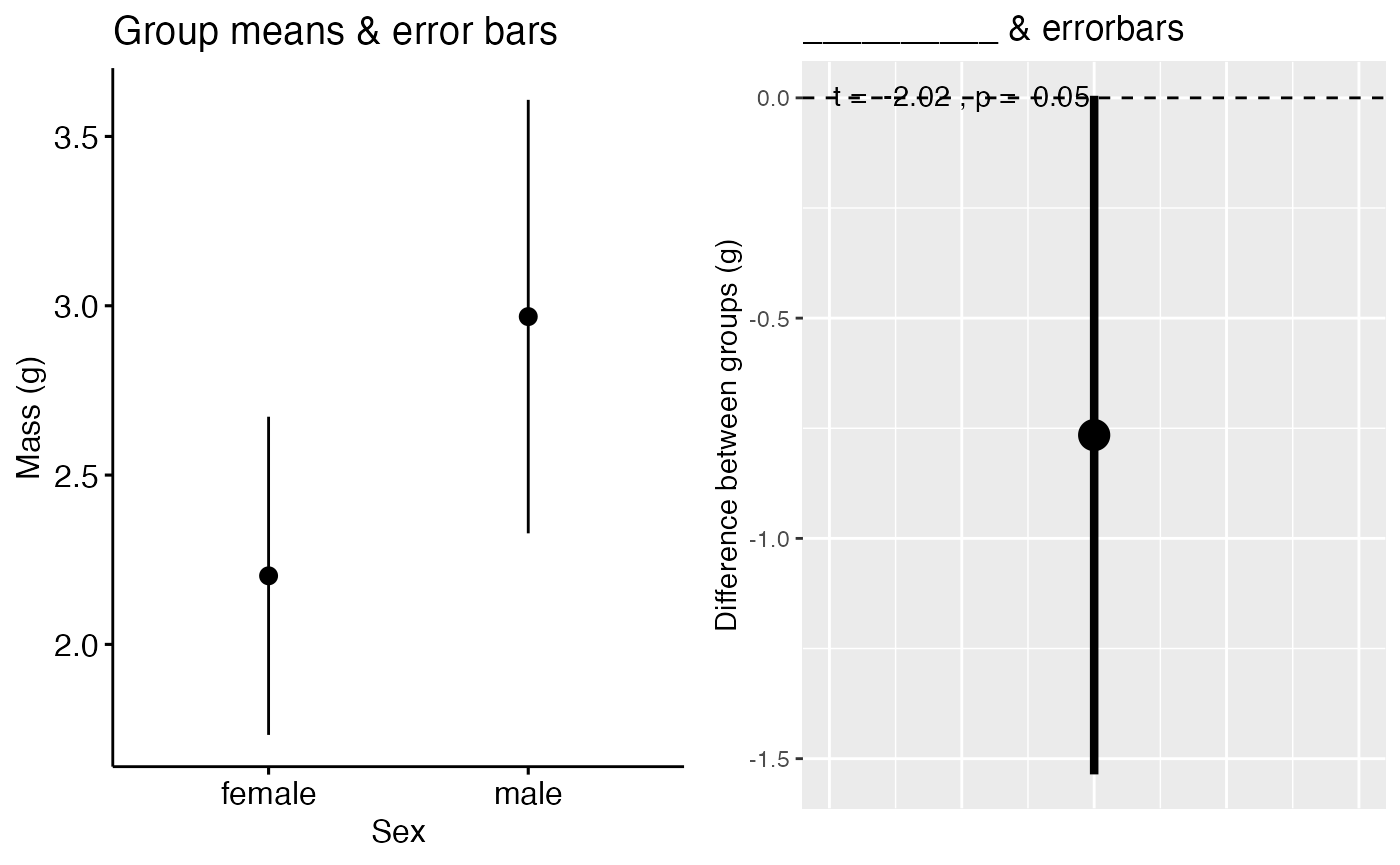 Group means & error bars
Mass (g)
3.5
3.0
2.5
2.0
female male
Sex
__________ & errorbars
t = -2.02 , p = 0.05
Difference between groups (g)
0.0
-0.5
-1.0
-1.5